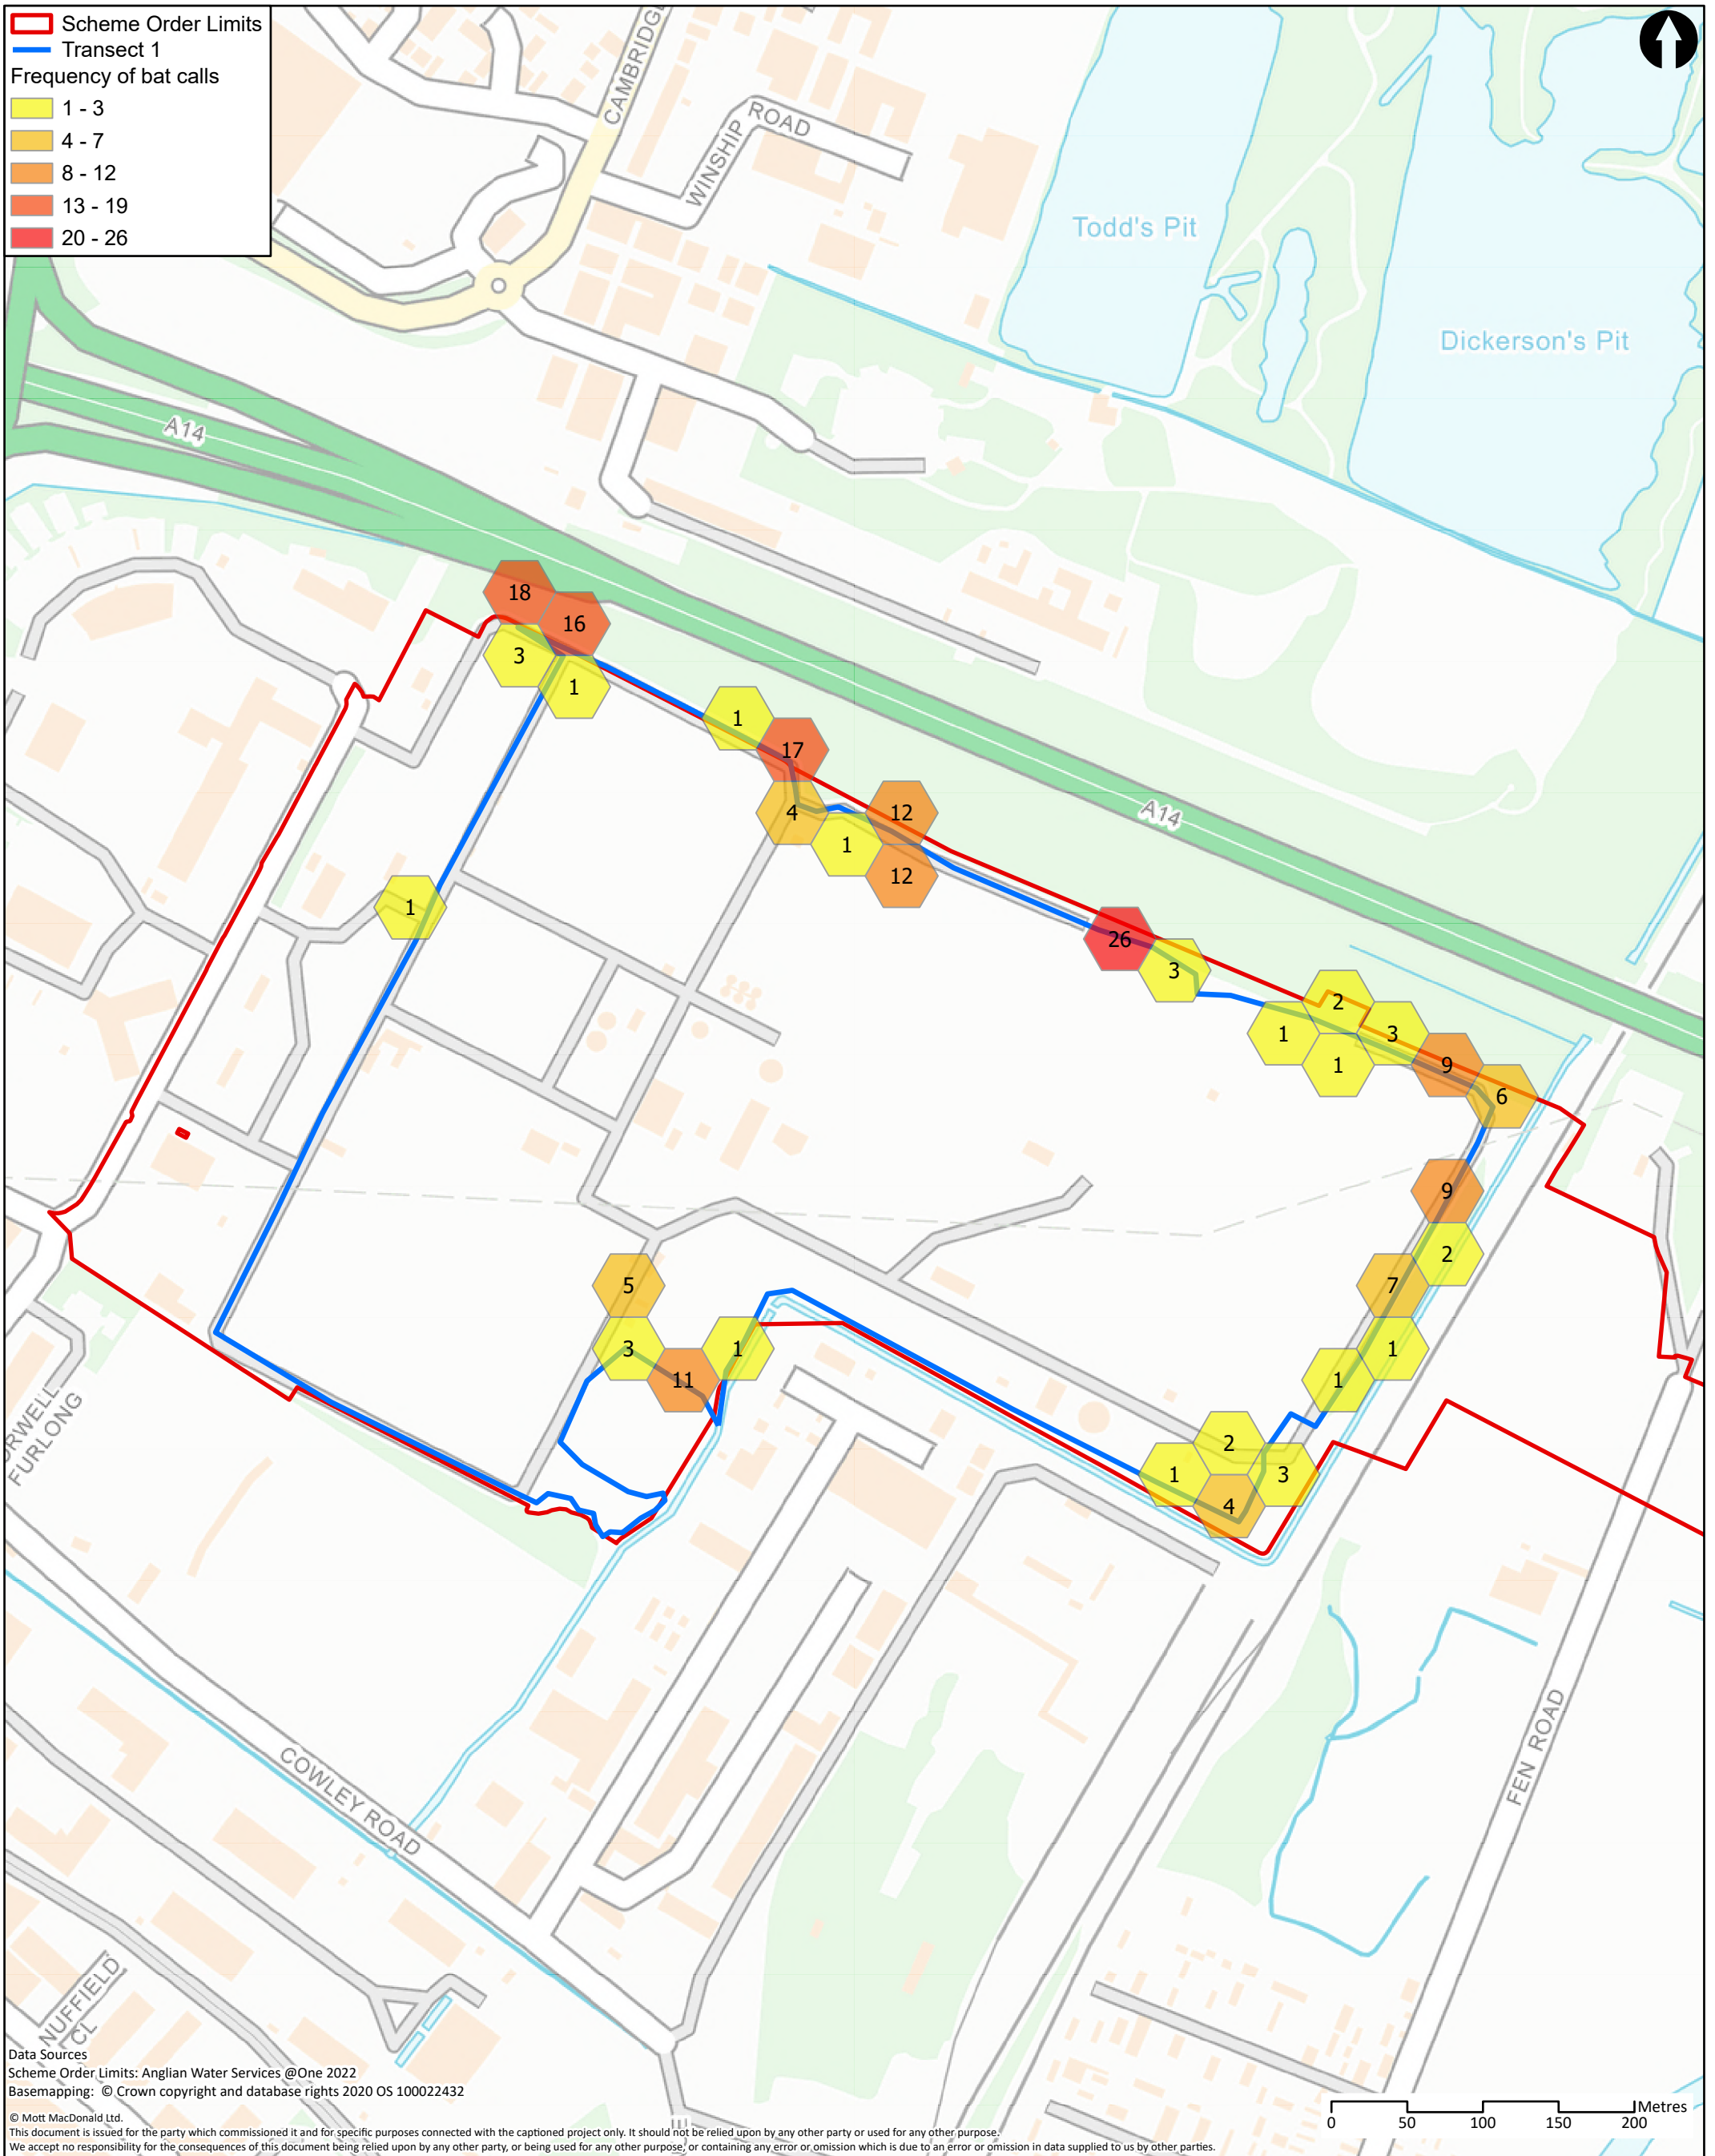 Scheme Order Limits
Transect 1
Frequency of bat calls
1 - 3
4 - 7
8 - 12
13 - 19
20 - 26
CAMBRIDGE
WINSHIP ROAD
Todd's Pit
Dickerson's Pit
A14
18
16
3
1
1
17
4
12
1
12
A14
1
26
3
2
1
3
1
9
6
9
2
5
7
3
1
1
11
1
2
1
3
4
ORWELL
FURLONG
COWLEY ROAD
FEN ROAD
NUFFIELD
CL
Data Sources
Scheme Order Limits: Anglian Water Services @One 2022
Basemapping: © Crown copyright and database rights 2020 OS 100022432
© Mott MacDonald Ltd.
This document is issued for the party which commissioned it and for specific purposes connected with the captioned project only. It should not be relied upon by any other party or used for any other purpose.
We accept no responsibility for the consequences of this document being relied upon by any other party, or being used for any other purpose, or containing any error or omission which is due to an error or omission in data supplied to us by other parties.
Metres
0 50 100 150 200